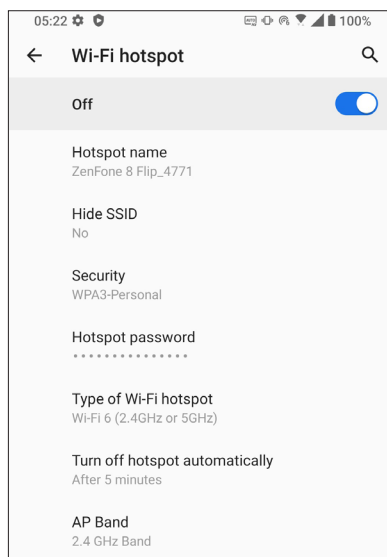 05:22 100%
Wi-Fi hotspot
Off
Hotspot name
ZenFone 8 Flip_4771
Hide SSID
No
Security
WPA3-Personal
Hotspot password
•••••••••••••••
Type of Wi-Fi hotspot
Wi-Fi 6 (2.4GHz or 5GHz)
Turn off hotspot automatically
After 5 minutes
AP Band
2.4 GHz Band